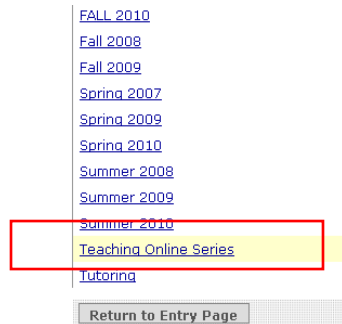 FALL 2010
Fall 2008
Fall 2009
Spring 2007
Spring 2009
Spring 2010
Summer 2008
Summer 2009
Summer 2010
Teaching Online Series
Tutoring
Return to Entry Page